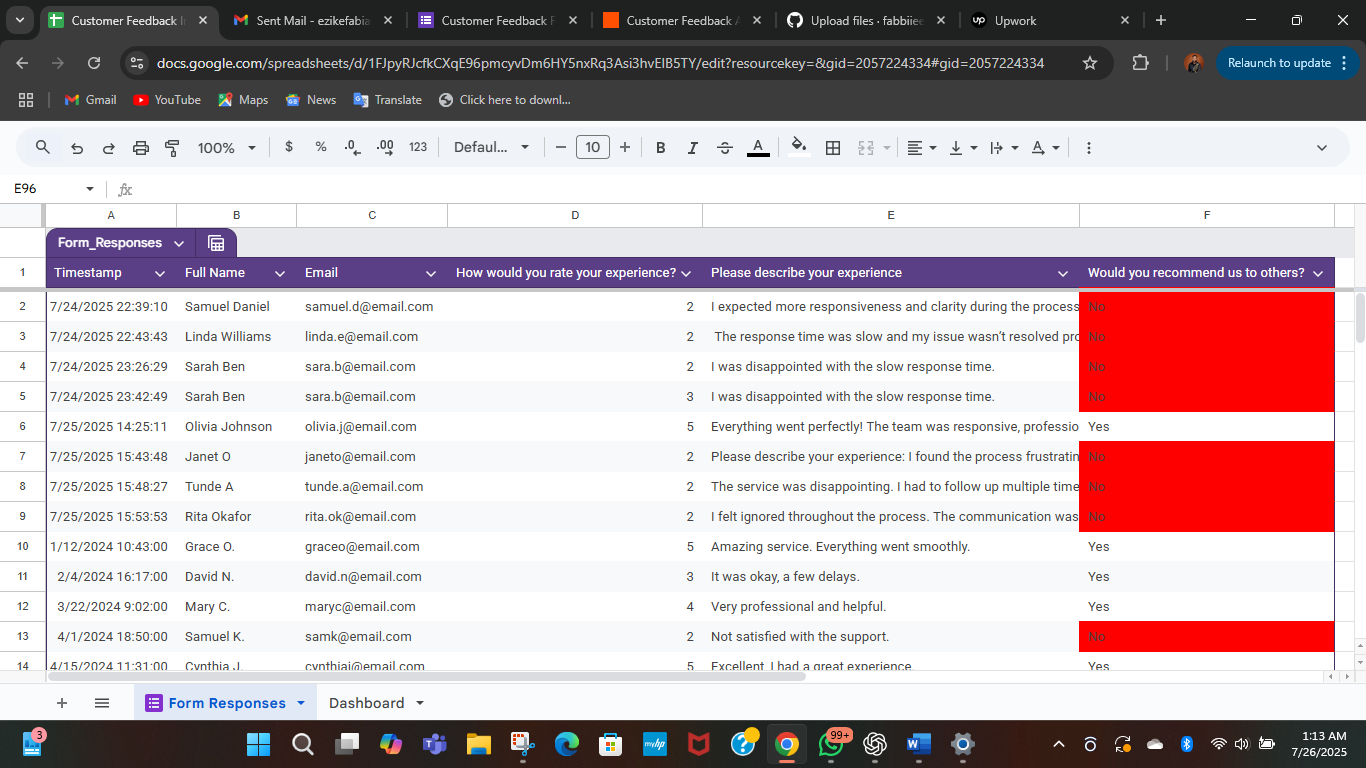 Customer Feedback I
Sent Mail - ezikefabia
Customer Feedback F
Customer Feedback A
Upload files · fabbiiee
up Upwork
docs.google.com/spreadsheets/d/1FJpyRJcfkCXqE96pmcyvDm6HY5nxRq3Asi3hvEIB5TY/edit?resourcekey=&gid=2057224334#gid=2057224334
Relaunch to update
Gmail YouTube Maps News Translate Click here to downl...
100% $ % .0 .00 123 Defaul... 10 B I A
E96 fx
A B C D E F
Form_Responses
1 Timestamp Full Name Email How would you rate your experience? Please describe your experience Would you recommend us to others?
2 7/24/2025 22:39:10 Samuel Daniel samuel.d@email.com 2 I expected more responsiveness and clarity during the process No
3 7/24/2025 22:43:43 Linda Williams linda.e@email.com 2 The response time was slow and my issue wasn't resolved pro No
4 7/24/2025 23:26:29 Sarah Ben sara.b@email.com 2 I was disappointed with the slow response time. No
5 7/24/2025 23:42:49 Sarah Ben sara.b@email.com 3 I was disappointed with the slow response time. No
6 7/25/2025 14:25:11 Olivia Johnson olivia.j@email.com 5 Everything went perfectly! The team was responsive, professio Yes
7 7/25/2025 15:43:48 Janet O janeto@email.com 2 Please describe your experience: I found the process frustratin No
8 7/25/2025 15:48:27 Tunde A tunde.a@email.com 2 The service was disappointing. I had to follow up multiple time No
9 7/25/2025 15:53:53 Rita Okafor rita.ok@email.com 2 I felt ignored throughout the process. The communication was No
10 1/12/2024 10:43:00 Grace O. graceo@email.com 5 Amazing service. Everything went smoothly. Yes
11 2/4/2024 16:17:00 David N. david.n@email.com 3 It was okay, a few delays. Yes
12 3/22/2024 9:02:00 Mary C. maryc@email.com 4 Very professional and helpful. Yes
13 4/1/2024 18:50:00 Samuel K. samk@email.com 2 Not satisfied with the support. No
14 4/15/2024 11:31:00 Cynthia J. cynthiaj@email.com 5 Excellent. I had a great experience. Yes
Form Responses Dashboard
3
myhp
99+
1:13 AM
7/26/2025